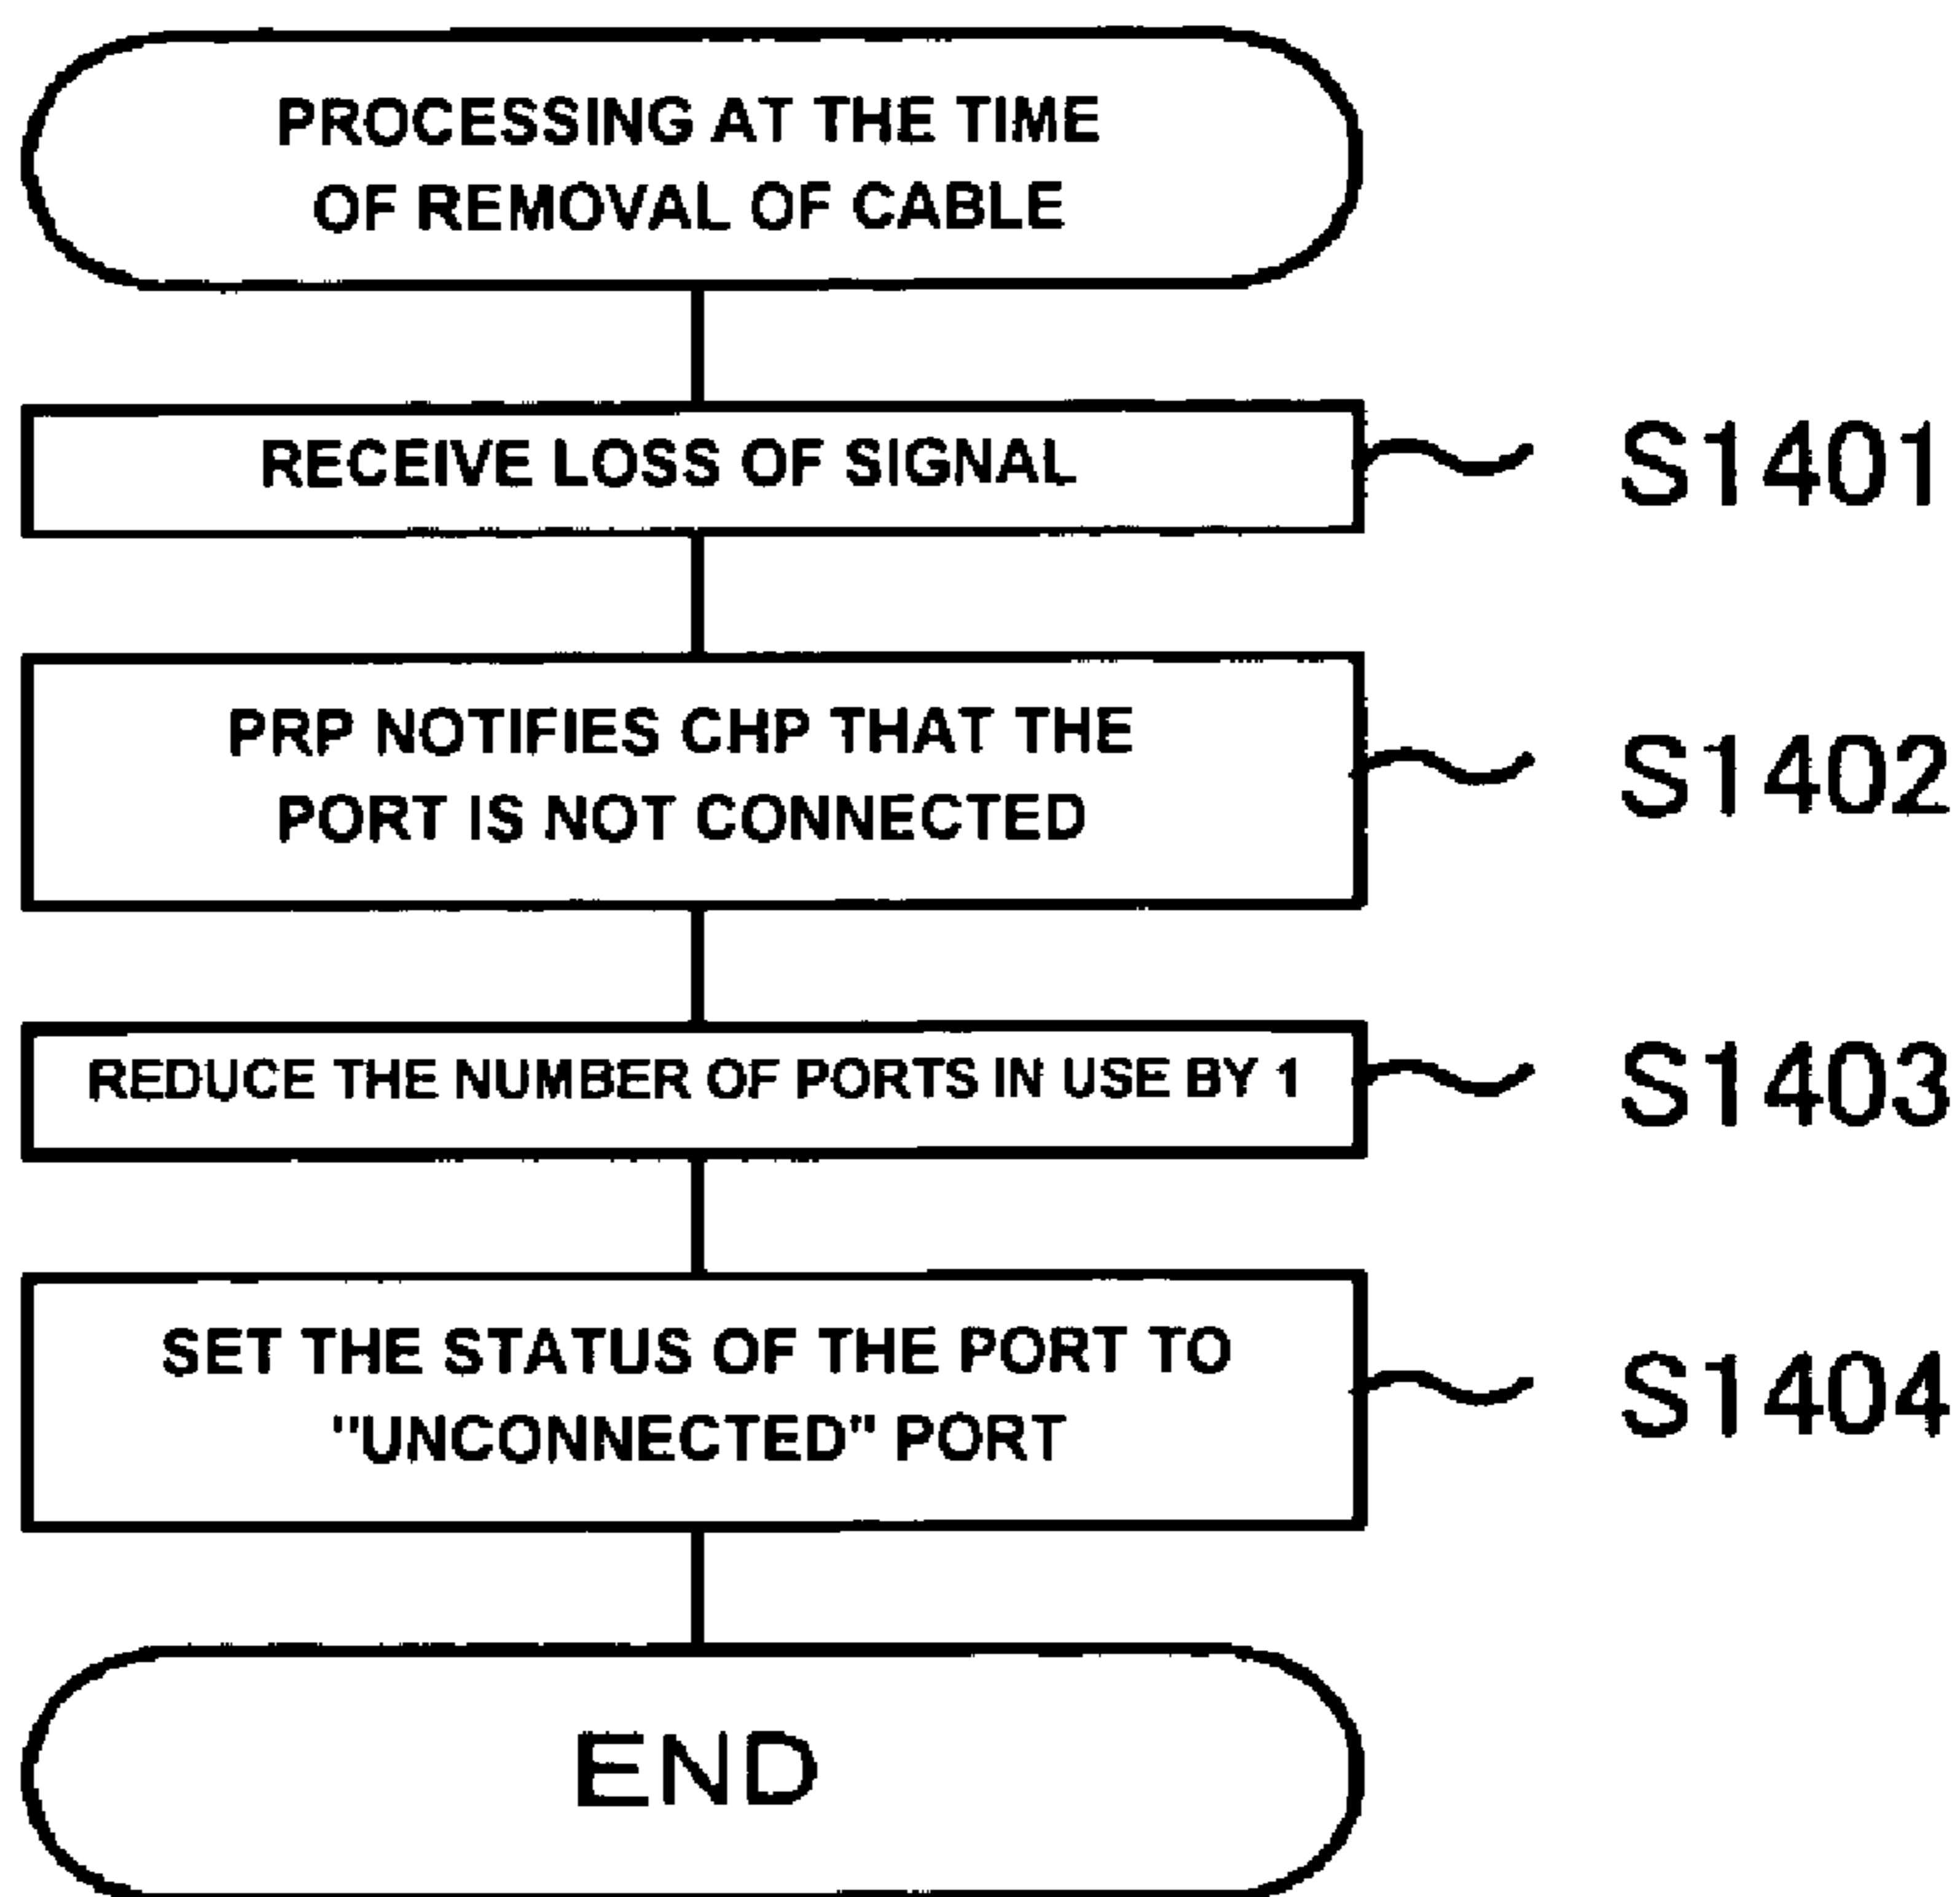 PROCESSING AT THE TIME
OF REMOVAL OF CABLE
RECEIVE LOSS OF SIGNAL
S1401
PRP NOTIFIES CHP THAT THE
PORT IS NOT CONNECTED
S1402
REDUCE THE NUMBER OF PORTS IN USE BY 1
S1403
SET THE STATUS OF THE PORT TO
"UNCONNECTED" PORT
S1404
END